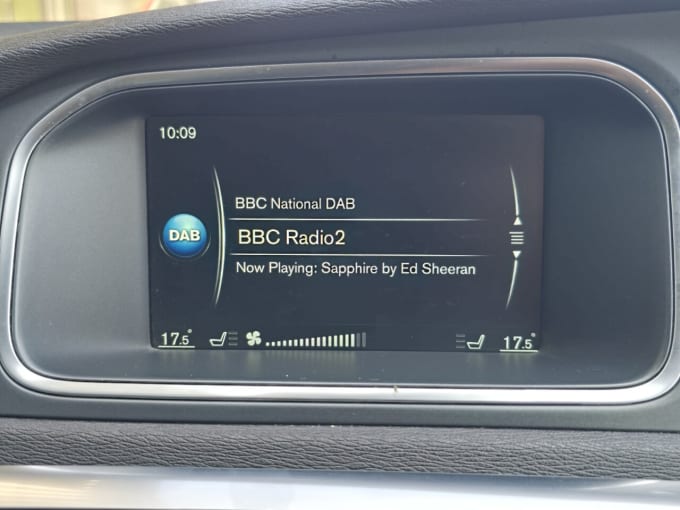 10:09
BBC National DAB
DAB
BBC Radio2
Now Playing: Sapphire by Ed Sheeran
17.5° 17.5°